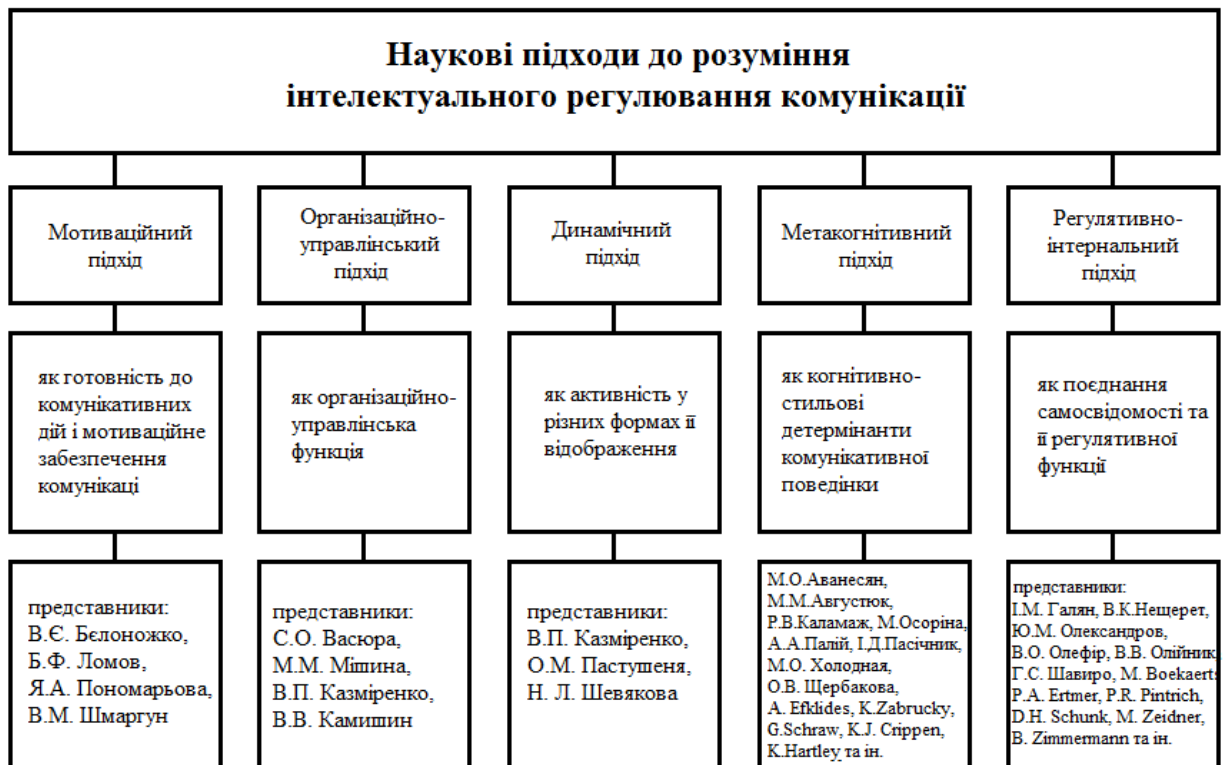 Наукові підходи до розуміння
інтелектуального регулювання комунікації
Мотиваційний
підхід
Організаційно-
управлінський
підхід
Динамічний
підхід
Метакогнітивний
підхід
Регулятивно-
інтернальний
підхід
як готовність до
комунікативних
дій і мотиваційне
забезпечення
комунікаці
як організаційно-
управлінська
функція
як активність у
різних формах її
відображення
як когнітивно-
стильові
детермінанти
комунікативної
поведінки
як поєднання
самосвідомості та
її регулятивної
функції
представники:
В.Є. Бєлоножко,
Б.Ф. Ломов,
Я.А. Пономарьова,
В.М. Шмаргун
представники:
С.О. Васюра,
М.М. Мішина,
В.П. Казміренко,
В.В. Камишин
представники:
В.П. Казміренко,
О.М. Пастушеня,
Н. Л. Шевякова
М.О.Аванесян,
М.М.Августюк,
Р.В.Каламаж, М.Осоріна,
А.А.Палій, І.Д.Пасічник,
М.О. Холодная,
О.В. Щербакова,
A. Efklides, K.Zabrucky,
G.Schraw, K.J. Crippen,
K.Hartley та ін.
представники:
І.М. Галян, В.К.Нещерет,
Ю.М. Олександров,
В.О. Олефір, В.В. Олійник,
Г.С. Шавиро, M. Boekaerts
P.A. Ertmer, P.R. Pintrich,
D.H. Schunk, M. Zeidner,
B. Zimmermann та ін.